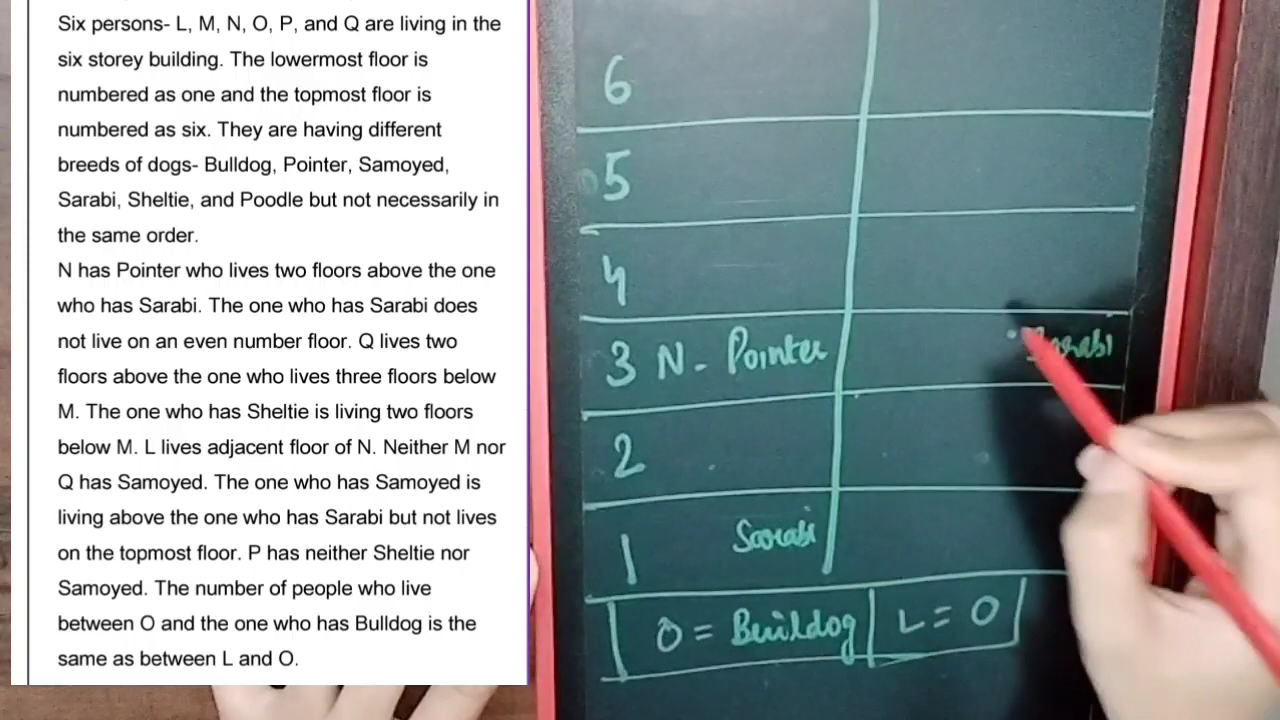 Six persons- L, M, N, O, P, and Q are living in the
six storey building. The lowermost floor is
numbered as one and the topmost floor is
numbered as six. They are having different
breeds of dogs- Bulldog, Pointer, Samoyed,
Sarabi, Sheltie, and Poodle but not necessarily in
the same order.
N has Pointer who lives two floors above the one
who has Sarabi. The one who has Sarabi does
not live on an even number floor. Q lives two
floors above the one who lives three floors below
M. The one who has Sheltie is living two floors
below M. L lives adjacent floor of N. Neither M nor
Q has Samoyed. The one who has Samoyed is
living above the one who has Sarabi but not lives
on the topmost floor. P has neither Sheltie nor
Samoyed. The number of people who live
between O and the one who has Bulldog is the
same as between L and O.
6
5
4
3 N - Pointer Sarabi
2
1 Sarabi
O = Buildog L = O